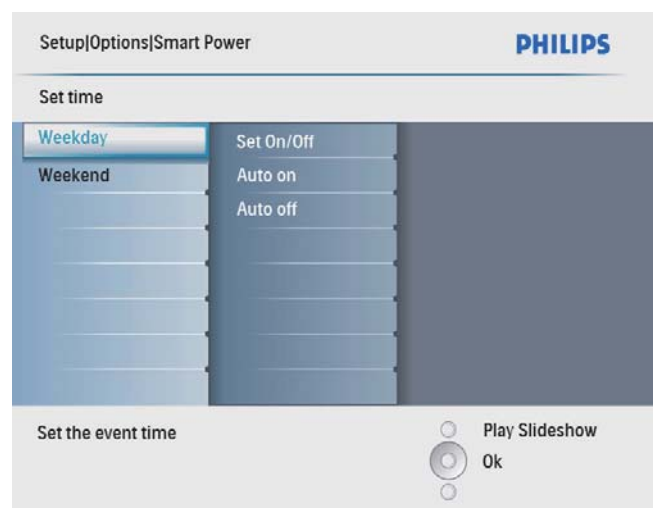 Setup|Options|Smart Power
PHILIPS
Set time
Weekday
Set On/Off
Weekend
Auto on
Auto off
Set the event time
Play Slideshow
Ok